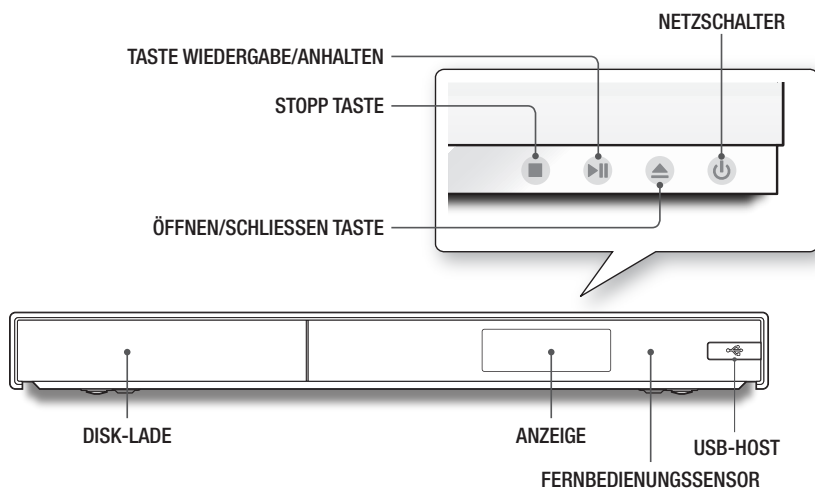 NETZSCHALTER
TASTE WIEDERGABE/ANHALTEN
STOPP TASTE
ÖFFNEN/SCHLIESSEN TASTE
DISK-LADE
ANZEIGE
USB-HOST
FERNBEDIENUNGSSENSOR